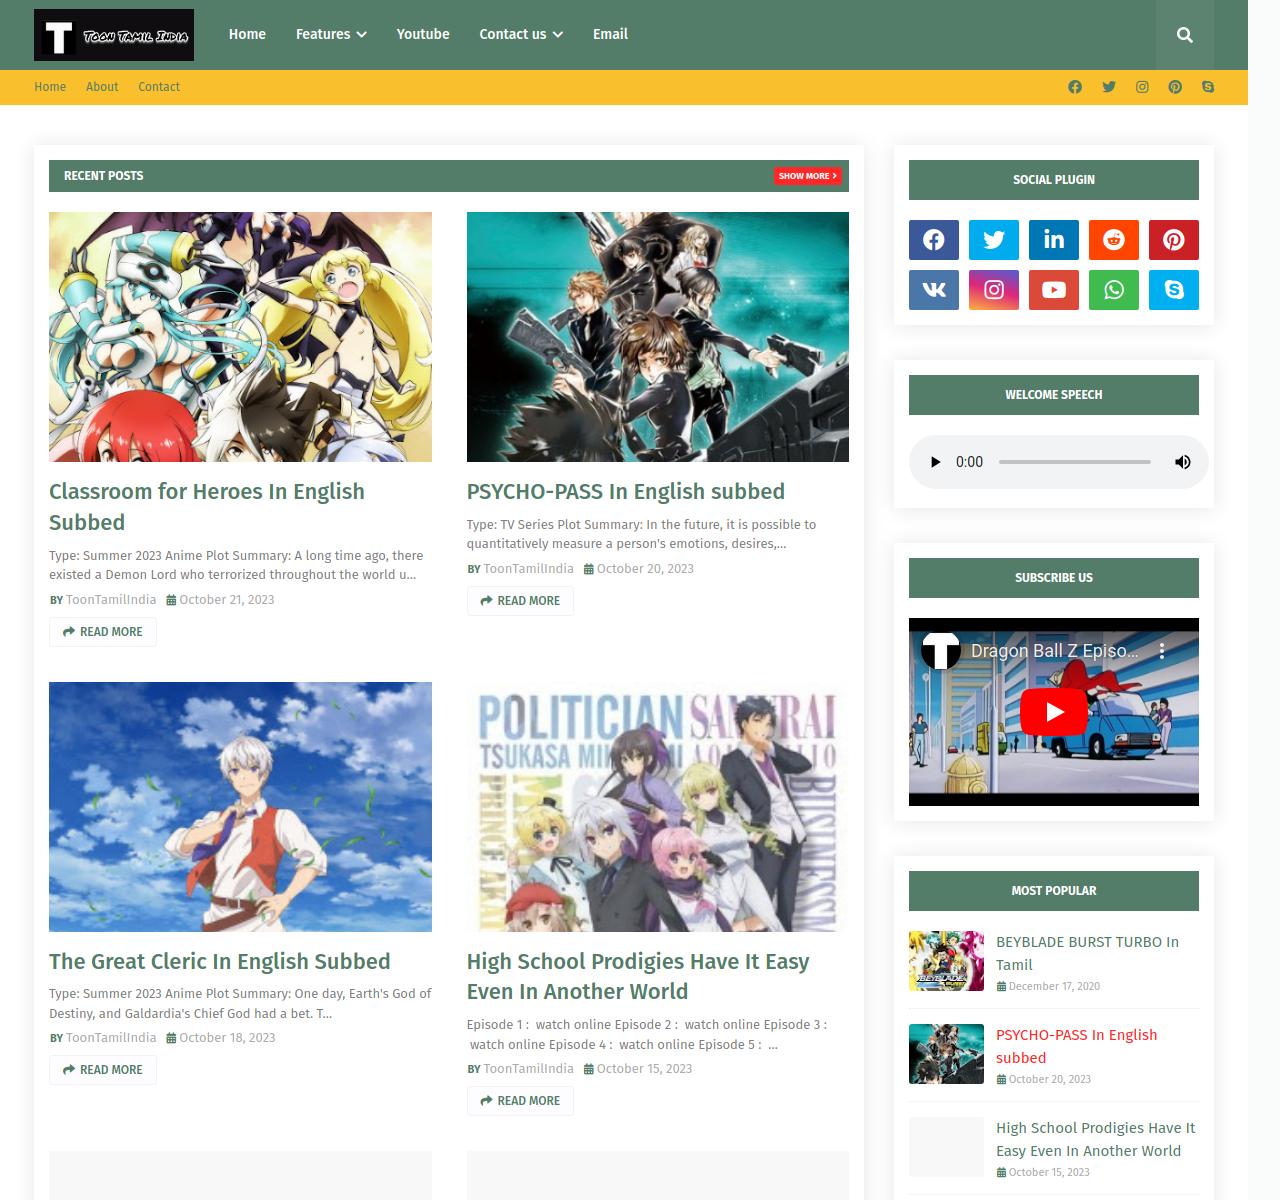 T Toon Tamil India
Home Features Youtube Contact us Email
Home About Contact
RECENT POSTS
SHOW MORE
Classroom for Heroes In English
Subbed
Type: Summer 2023 Anime Plot Summary: A long time ago, there
existed a Demon Lord who terrorized throughout the world u…
BY ToonTamilIndia October 21, 2023
READ MORE
PSYCHO-PASS In English subbed
Type: TV Series Plot Summary: In the future, it is possible to
quantitatively measure a person's emotions, desires,…
BY ToonTamilIndia October 20, 2023
READ MORE
POLITICIAN SAMURAI
The Great Cleric In English Subbed
Type: Summer 2023 Anime Plot Summary: One day, Earth's God of
Destiny, and Galdardia's Chief God had a bet. T…
BY ToonTamilIndia October 18, 2023
READ MORE
High School Prodigies Have It Easy
Even In Another World
Episode 1 :  watch online Episode 2 :  watch online Episode 3 :
watch online Episode 4 :  watch online Episode 5 :  …
BY ToonTamilIndia October 15, 2023
READ MORE
SOCIAL PLUGIN
WELCOME SPEECH
0:00
SUBSCRIBE US
T Dragon Ball Z Episo…
MOST POPULAR
BEYBLADE BURST TURBO In
Tamil
December 17, 2020
PSYCHO-PASS In English
subbed
October 20, 2023
High School Prodigies Have It
Easy Even In Another World
October 15, 2023